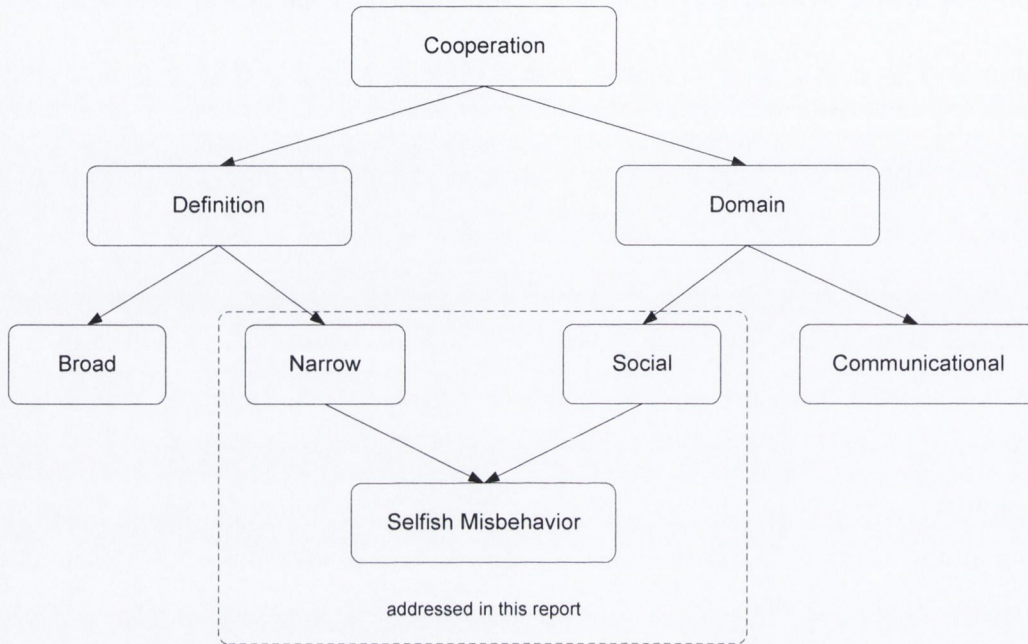 Cooperation
Definition
Domain
Broad
Narrow
Social
Communicational
Selfish Misbehavior
addressed in this report